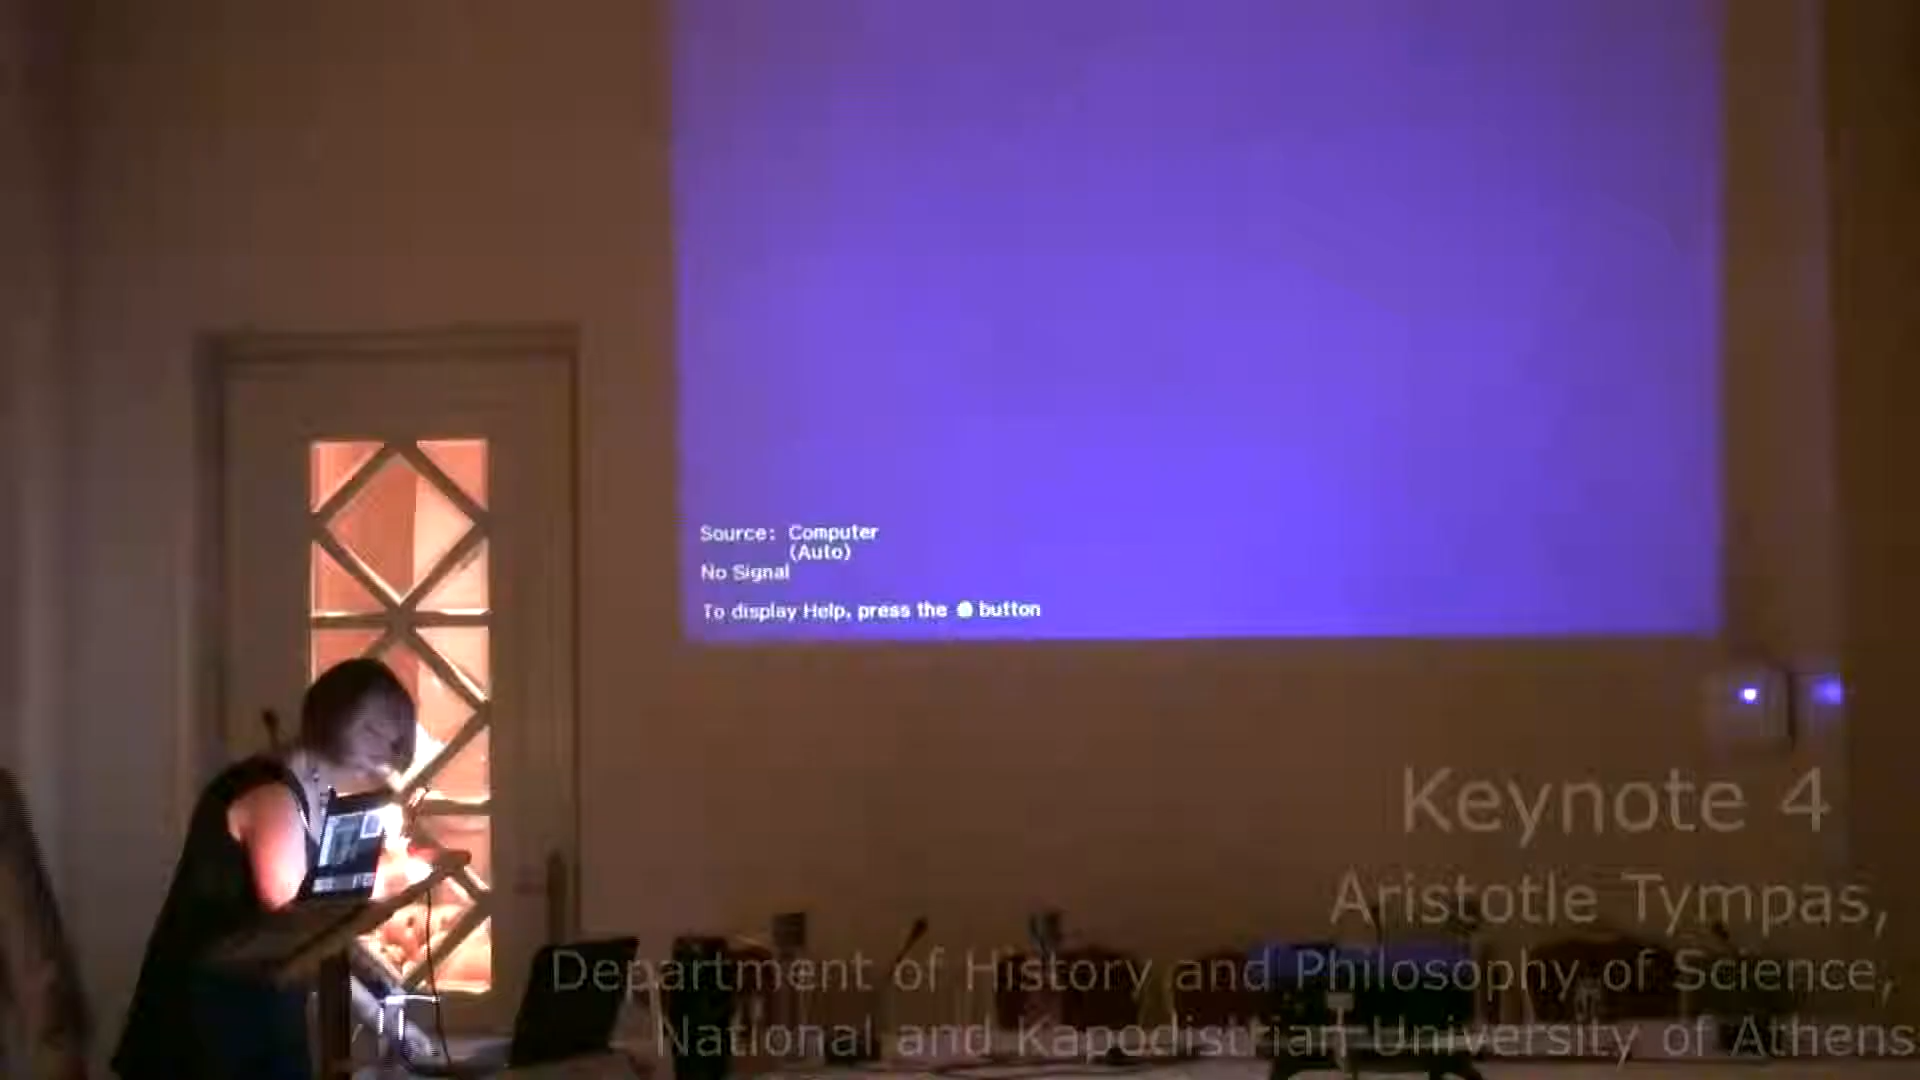 Source: Computer
(Auto)
No Signal
To display Help, press the button
Keynote 4
Aristotle Tympas,
Department of History and Philosophy of Science,
National and Kapodistrian University of Athens